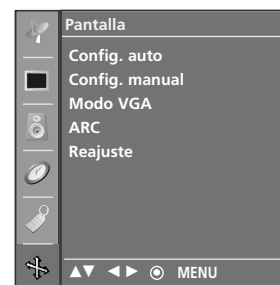 Pantalla
Config. auto
Config. manual
Modo VGA
ARC
Reajuste
▲▼ ◄► ◉ MENU